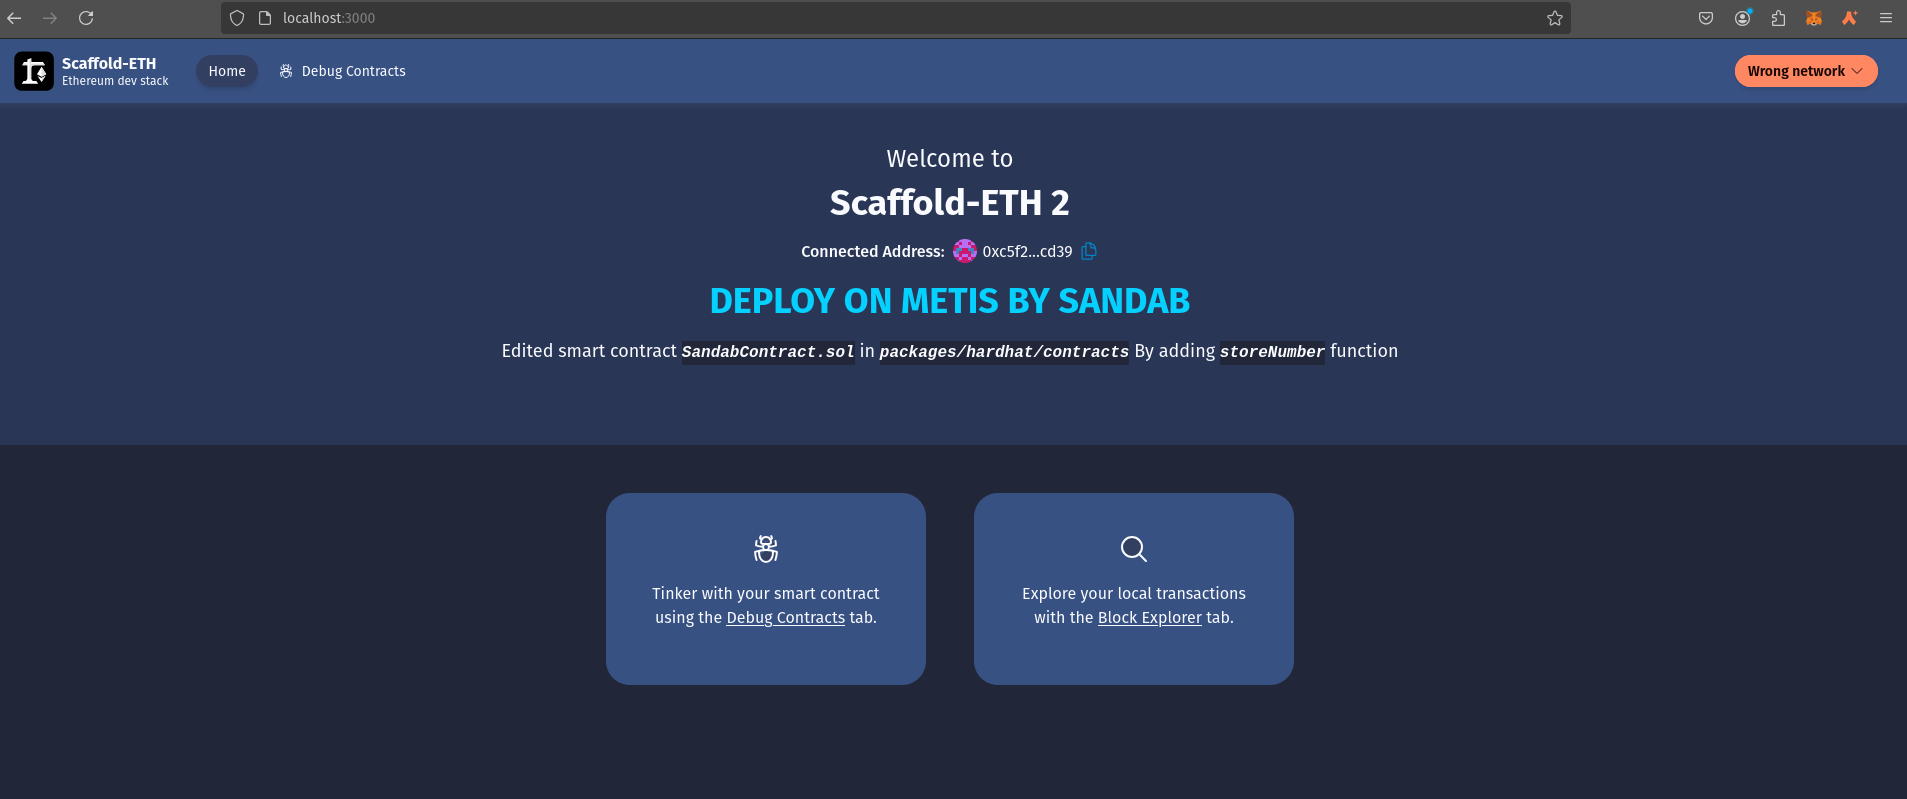 localhost:3000
Scaffold-ETH
Ethereum dev stack
Home
Debug Contracts
Wrong network
Welcome to
Scaffold-ETH 2
Connected Address: 0xc5f2...cd39
DEPLOY ON METIS BY SANDAB
Edited smart contract SandabContract.sol in packages/hardhat/contracts By adding storeNumber function
Tinker with your smart contract
using the Debug Contracts tab.
Explore your local transactions
with the Block Explorer tab.